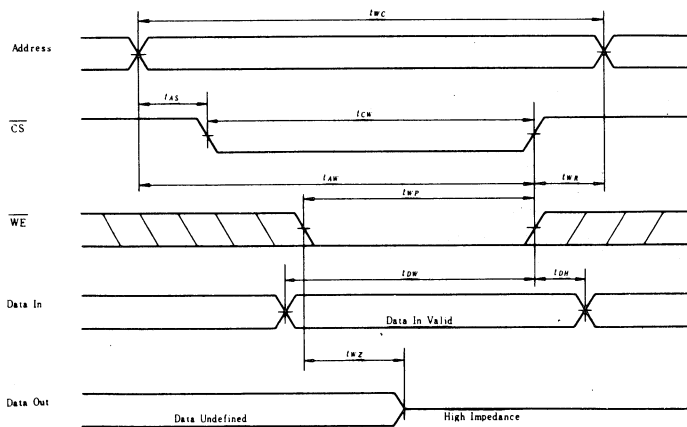 tWC
Address
tAS
tCW
CS
tAW
tWR
tWP
WE
tDW
tDH
Data In
Data In Valid
tWZ
Data Out
Data Undefined
High Impedance